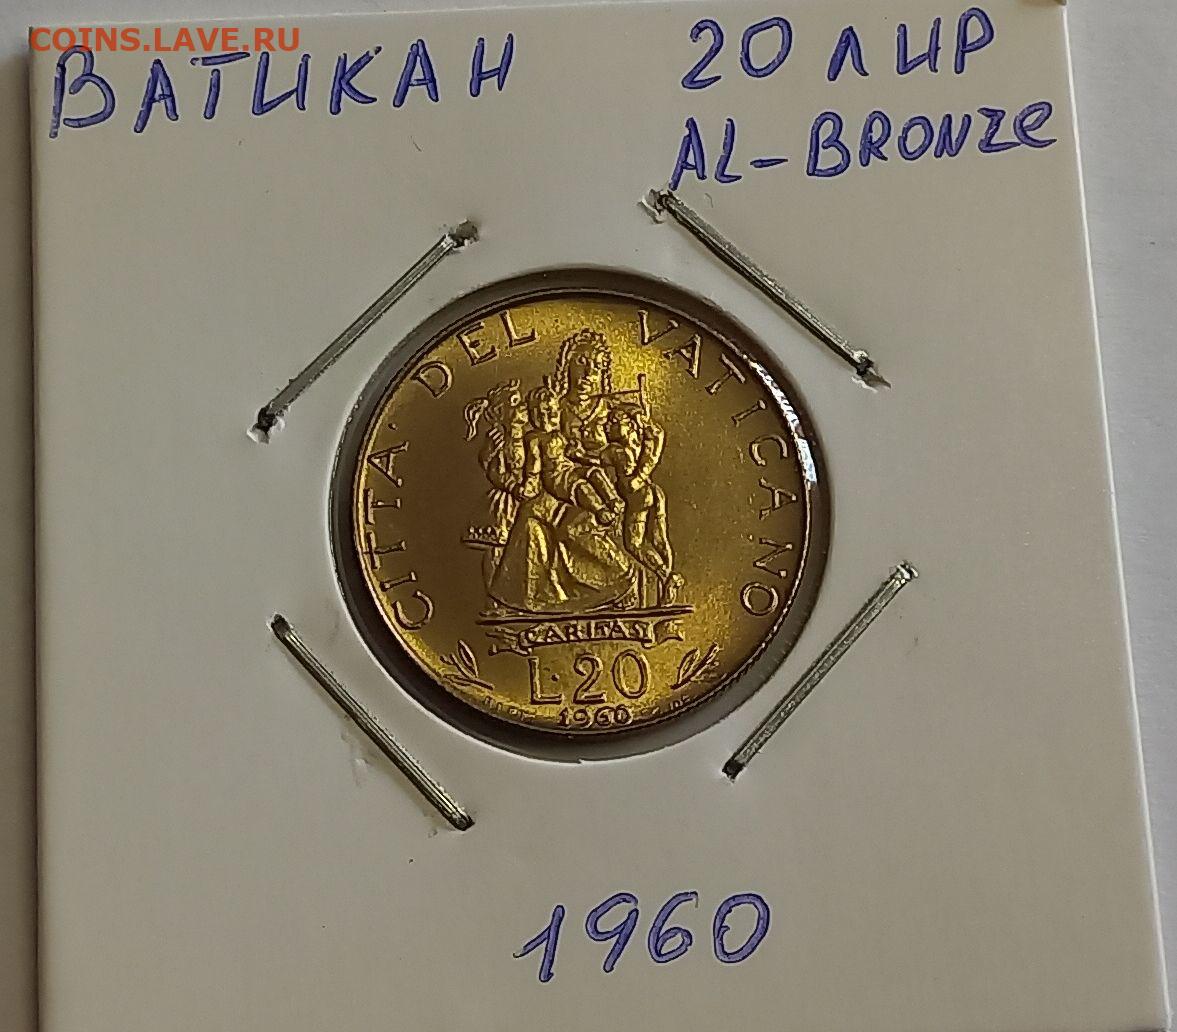 COINS.LAVE.RU
ВАТИКАН 20 ЛИР
AL-BRONZE
CITTA· DEL VATICANO
CARITAS
L·20
1960
1960